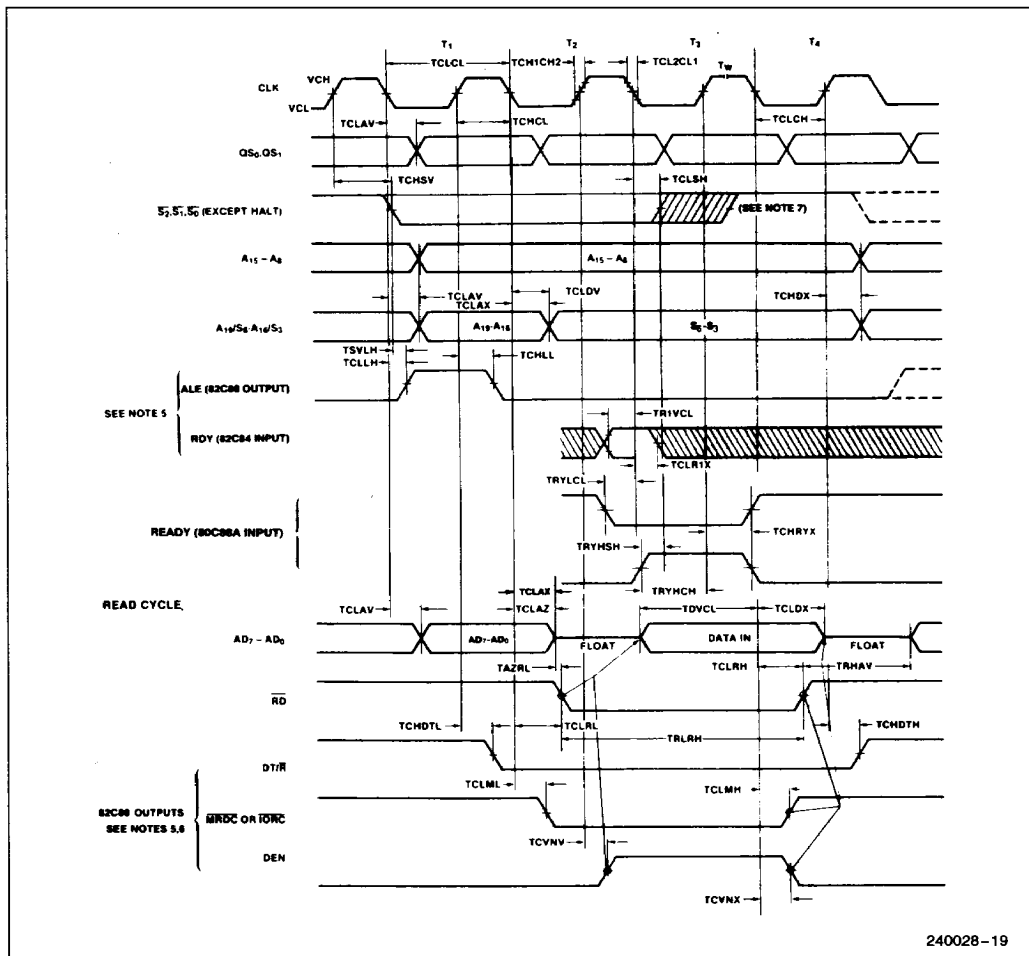 T1 T2 T3 T4
TCLCL TCH1CH2 TCL2CL1 TW
VCH
CLK
VCL
TCLAV TCHCL TCLCH
QS0.QS1
TCHSV TCLSH
S2.S1.S0 (EXCEPT HALT) (SEE NOTE 7)
A15 – A8 A15 – A8
TCLAV TCLDV TCHDX
TCLAX
A19/S6-A16/S3 A19-A16 S6-S3
TSVLH
TCLLH TCHLL
ALE (82C88 OUTPUT)
SEE NOTE 5 TR1VCL
RDY (82C84 INPUT)
TCLR1X
TRYLCL
READY (80C88A INPUT) TCHRYX
TRYHSH
TCLAX TRYHCH
READ CYCLE TCLAV TCLAZ TDVCL TCLDX
AD7 – AD0 AD7-AD0 FLOAT DATA IN FLOAT
TAZRL TCLRH TRHAV
RD
TCHDTL TCLRL TRLRH TCHDTH
DT/R
TCLML TCLMH
82C88 OUTPUTS
SEE NOTES 5,6
MRDC OR IORC
TCVNV
DEN
TCVNX
240028–19